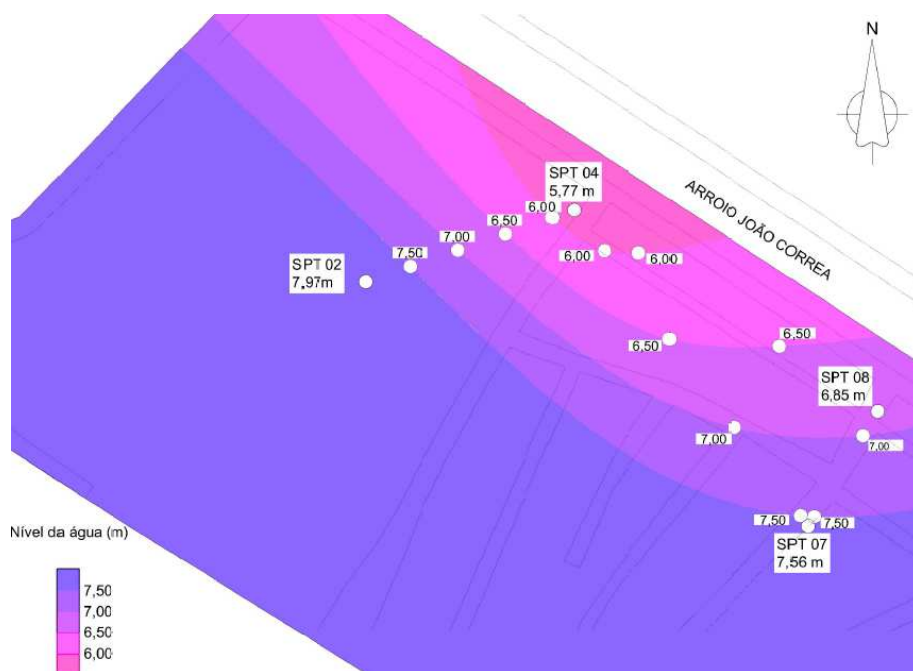 N
ARROIO JOÃO CORREA
SPT 04
5,77 m
6,00
6,50
7,00
7,50
SPT 02
7,97m
6,00
6,00
6,50
6,50
SPT 08
6,85 m
7,00
7,00
7,50
7,50
SPT 07
7,56 m
Nível da água (m)
7,50
7,00
6,50
6,00